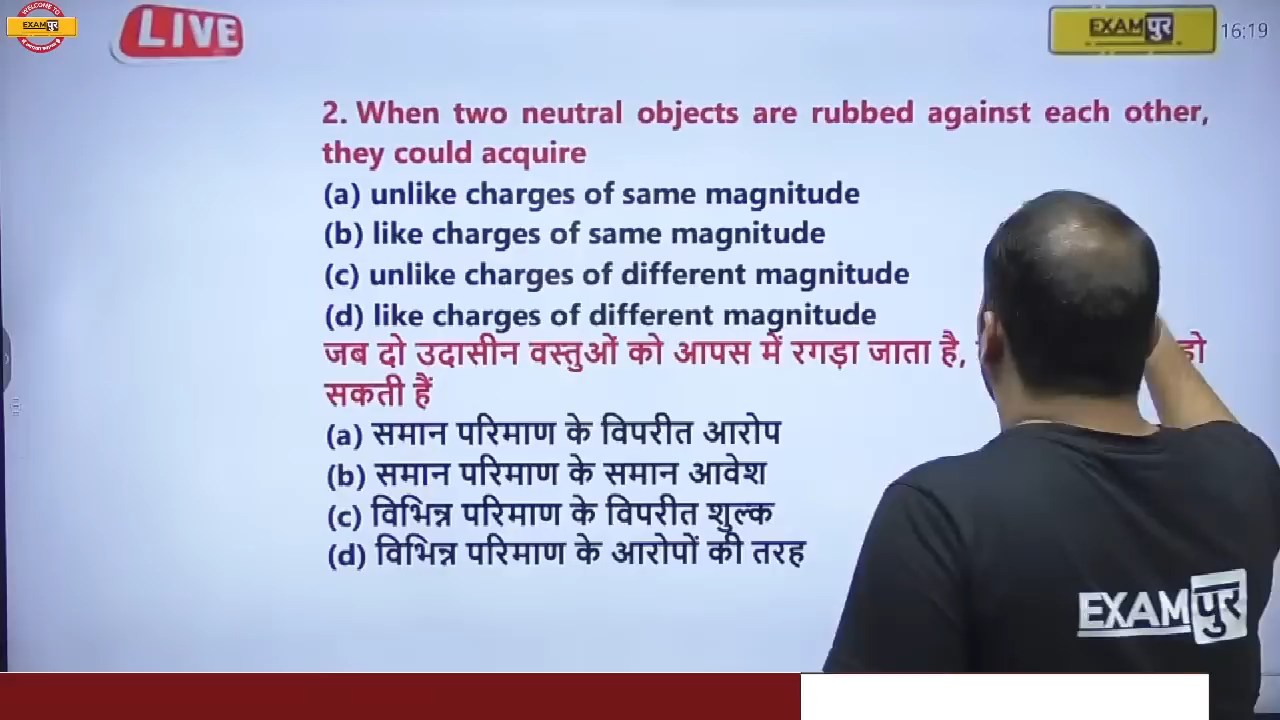 WELCOME TO
EXAMपुर
LIVE
EXAMपुर
16:19
2. When two neutral objects are rubbed against each other,
they could acquire
(a) unlike charges of same magnitude
(b) like charges of same magnitude
(c) unlike charges of different magnitude
(d) like charges of different magnitude
जब दो उदासीन वस्तुओं को आपस में रगड़ा जाता है, हो
सकती हैं
(a) समान परिमाण के विपरीत आरोप
(b) समान परिमाण के समान आवेश
(c) विभिन्न परिमाण के विपरीत शुल्क
(d) विभिन्न परिमाण के आरोपों की तरह
EXAMपुर